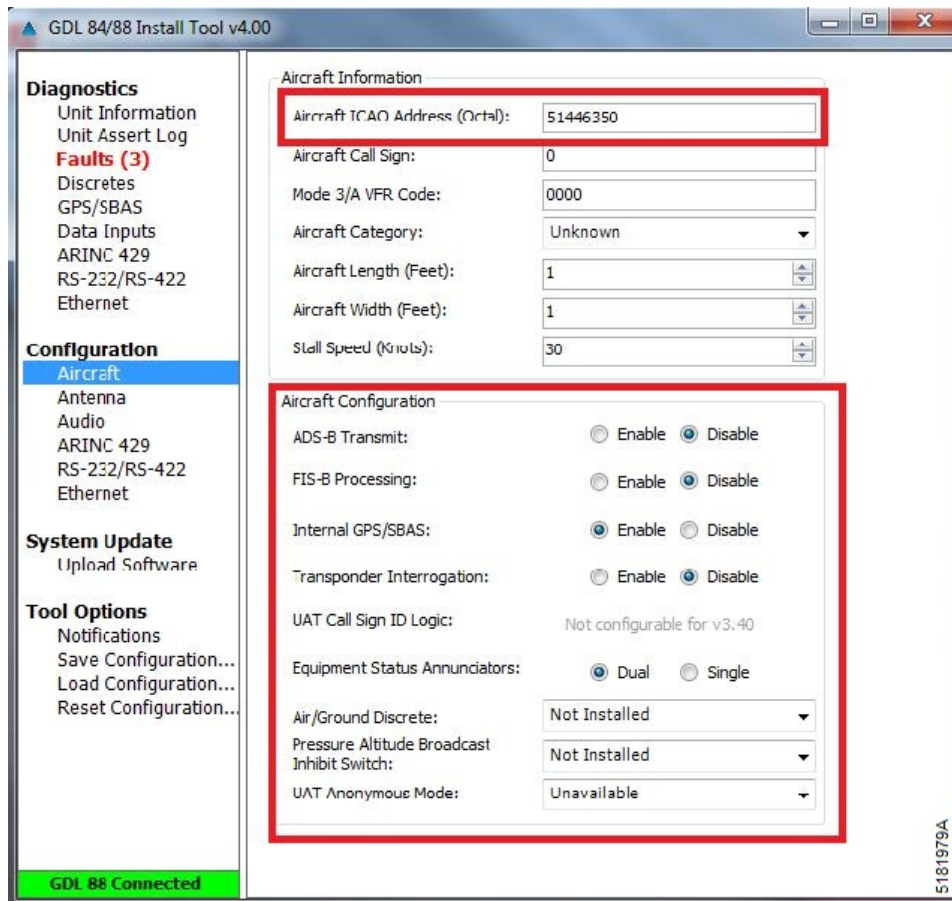 GDL 84/88 Install Tool v4.00
Diagnostics
Unit Information
Unit Assert Log
Faults (3)
Discretes
GPS/SBAS
Data Inputs
ARINC 429
RS-232/RS-422
Ethernet
Configuration
Aircraft
Antenna
Audio
ARINC 429
RS-232/RS-422
Ethernet
System Update
Upload Software
Tool Options
Notifications
Save Configuration...
Load Configuration...
Reset Configuration...
GDL 88 Connected
Aircraft Information
Aircraft ICAO Address (Octal): 51446350
Aircraft Call Sign: 0
Mode 3/A VFR Code: 0000
Aircraft Category: Unknown
Aircraft Length (Feet): 1
Aircraft Width (Feet): 1
Stall Speed (Knots): 30
Aircraft Configuration
ADS-B Transmit: Enable Disable
FIS-B Processing: Enable Disable
Internal GPS/SBAS: Enable Disable
Transponder Interrogation: Enable Disable
UAT Call Sign ID Logic: Not configurable for v3.40
Equipment Status Annunciators: Dual Single
Air/Ground Discrete: Not Installed
Pressure Altitude Broadcast
Inhibit Switch: Not Installed
UAT Anonymous Mode: Unavailable
5181979A